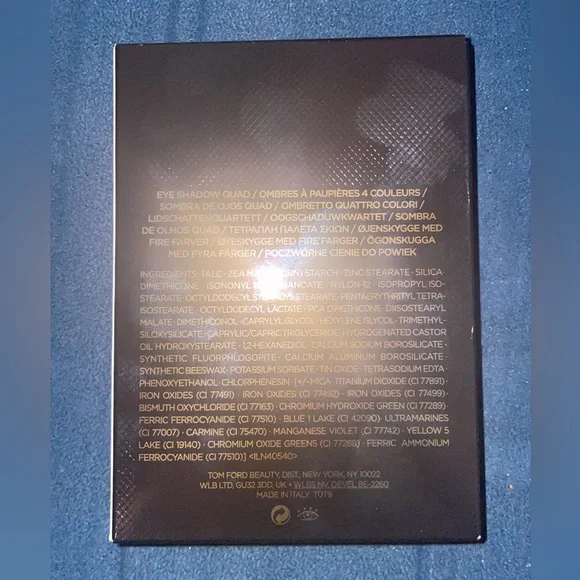 EYE SHADOW QUAD / OMBRES À PAUPIÈRES 4 COULEURS /
SOMBRA DE OJOS QUAD / OMBRETTO QUATTRO COLORI /
LIDSCHATTENQUARTETT / OOGSCHADUWKWARTET / SOMBRA
DE OLHOS QUAD / ΤΕΤΡΑΠΛΗ ΠΑΛΕΤΑ ΣΚΙΩΝ / ØJENSKYGGE MED
FIRE FARVER / ØYESKYGGE MED FIRE FARGER / ÖGONSKUGGA
MED FYRA FÄRGER / POCZWÓRNE CIENIE DO POWIEK
INGREDIENTS: TALC · ZEA MAYS (CORN) STARCH · ZINC STEARATE · SILICA ·
DIMETHICONE · ISONONYL · NYLON-12 · ISOPROPYL ISO-
STEARATE · OCTYLDODECYL STEAROYL STEARATE · PENTAERYTHRITYL TETRA-
ISOSTEARATE · OCTYLDODECYL LACTATE · PCA DIMETHICONE · DIISOSTEARYL
MALATE · DIMETHICONOL · CAPRYLYL GLYCOL · HEXYLENE GLYCOL · TRIMETHYL-
SILOXYSILICATE · CAPRYLIC/CAPRIC TRIGLYCERIDE · HYDROGENATED CASTOR
OIL HYDROXYSTEARATE · 1,2-HEXANEDIOL · CALCIUM SODIUM BOROSILICATE ·
SYNTHETIC FLUORPHLOGOPITE · CALCIUM ALUMINUM BOROSILICATE ·
SYNTHETIC BEESWAX · POTASSIUM SORBATE · TIN OXIDE · TETRASODIUM EDTA ·
PHENOXYETHANOL · CHLORPHENESIN · [+/- MICA · TITANIUM DIOXIDE (CI 77891) ·
IRON OXIDES (CI 77491) · IRON OXIDES (CI 77492) · IRON OXIDES (CI 77499) ·
BISMUTH OXYCHLORIDE (CI 77163) · CHROMIUM HYDROXIDE GREEN (CI 77289) ·
FERRIC FERROCYANIDE (CI 77510) · BLUE 1 LAKE (CI 42090) · ULTRAMARINES
(CI 77007) · CARMINE (CI 75470) · MANGANESE VIOLET (CI 77742) · YELLOW 5
LAKE (CI 19140) · CHROMIUM OXIDE GREENS (CI 77288) · FERRIC AMMONIUM
FERROCYANIDE (CI 77510)] <ILN40540>
TOM FORD BEAUTY, DIST. NEW YORK, NY 10022
WLB LTD, GU32 3DD, UK + WLBS NV, DEVEL BE-2260
MADE IN ITALY T0T9